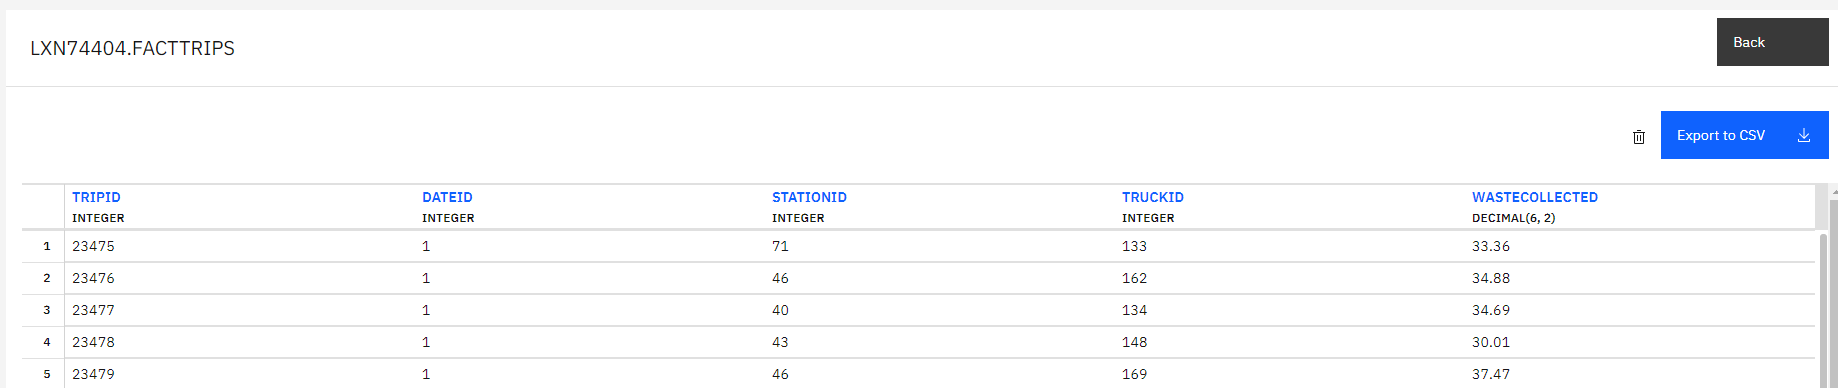 LXN74404.FACTTRIPS
Back
Export to CSV
TRIPID DATEID STATIONID TRUCKID WASTECOLLECTED
INTEGER INTEGER INTEGER INTEGER DECIMAL(6, 2)
1 23475 1 71 133 33.36
2 23476 1 46 162 34.88
3 23477 1 40 134 34.69
4 23478 1 43 148 30.01
5 23479 1 46 169 37.47